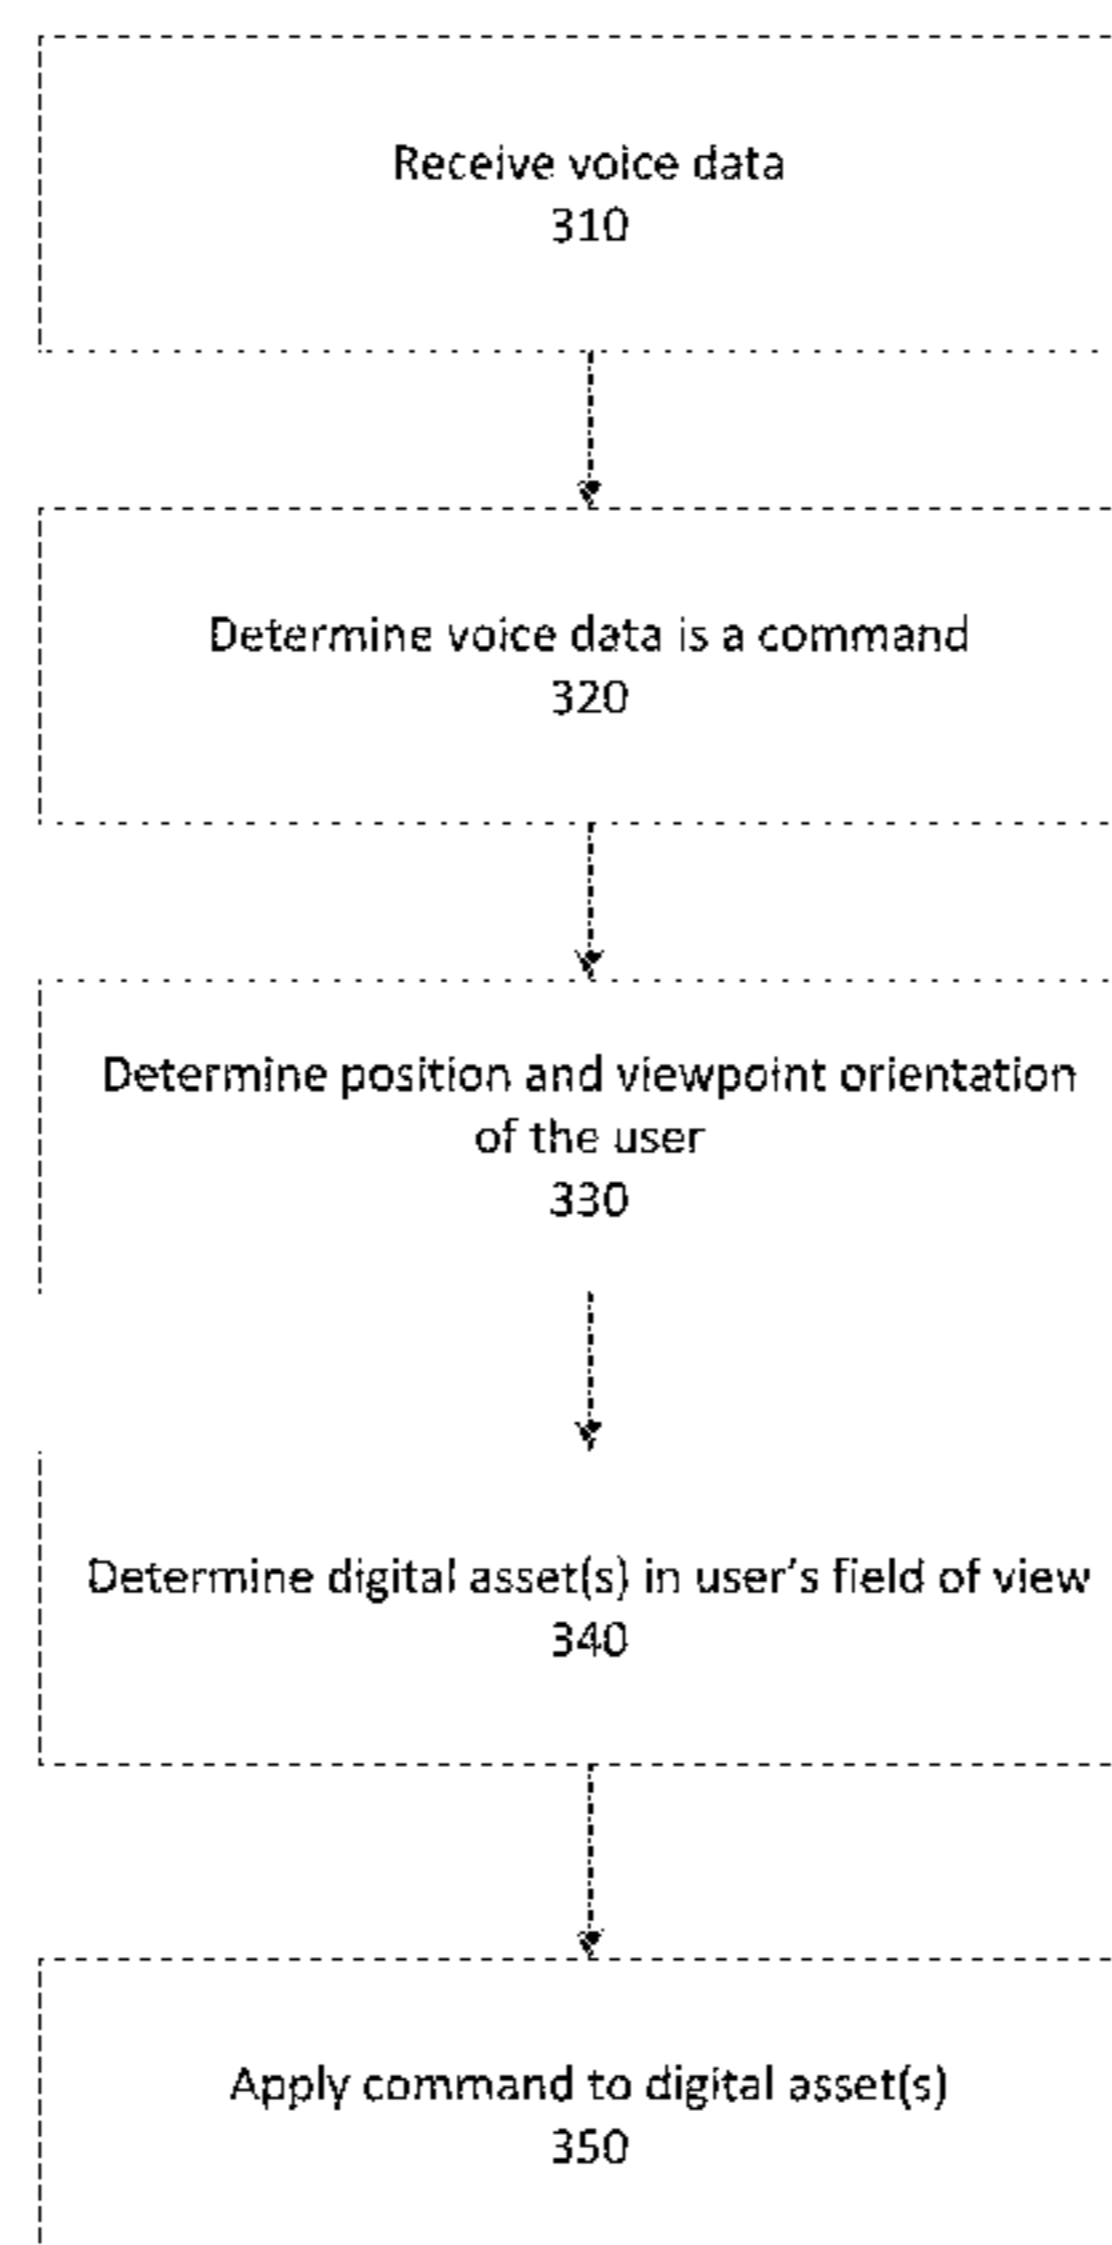 Receive voice data
310
Determine voice data is a command
320
Determine position and viewpoint orientation
of the user
330
Determine digital asset(s) in user's field of view
340
Apply command to digital asset(s)
350